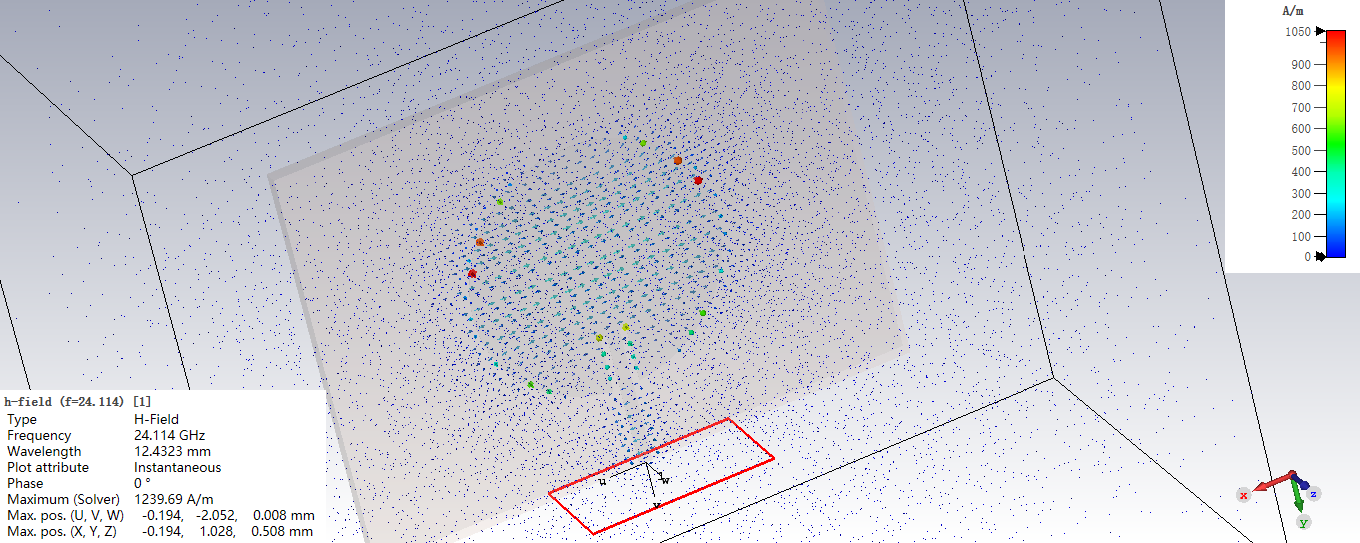 A/m
1050
900
800
700
600
500
400
300
200
100
0
h-field (f=24.114) [1]
Type H-Field
Frequency 24.114 GHz
Wavelength 12.4323 mm
Plot attribute Instantaneous
Phase 0 °
Maximum (Solver) 1239.69 A/m
Max. pos. (U, V, W) -0.194, -2.052, 0.008 mm
Max. pos. (X, Y, Z) -0.194, 1.028, 0.508 mm
u
w
v
x
z
y